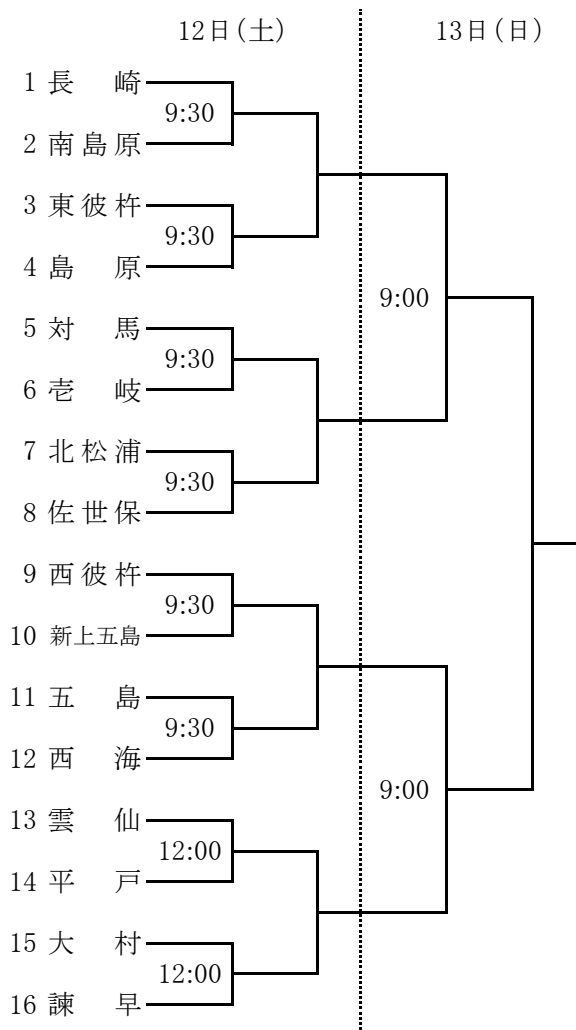 12日(土) 13日(日)
1 長崎
9:30
2 南島原
3 東彼杵
9:30
4 島原
9:00
5 対馬
9:30
6 壱岐
7 北松浦
9:30
8 佐世保
9 西彼杵
9:30
10 新上五島
11 五島
9:30
12 西海
9:00
13 雲仙
12:00
14 平戸
15 大村
12:00
16 諫早